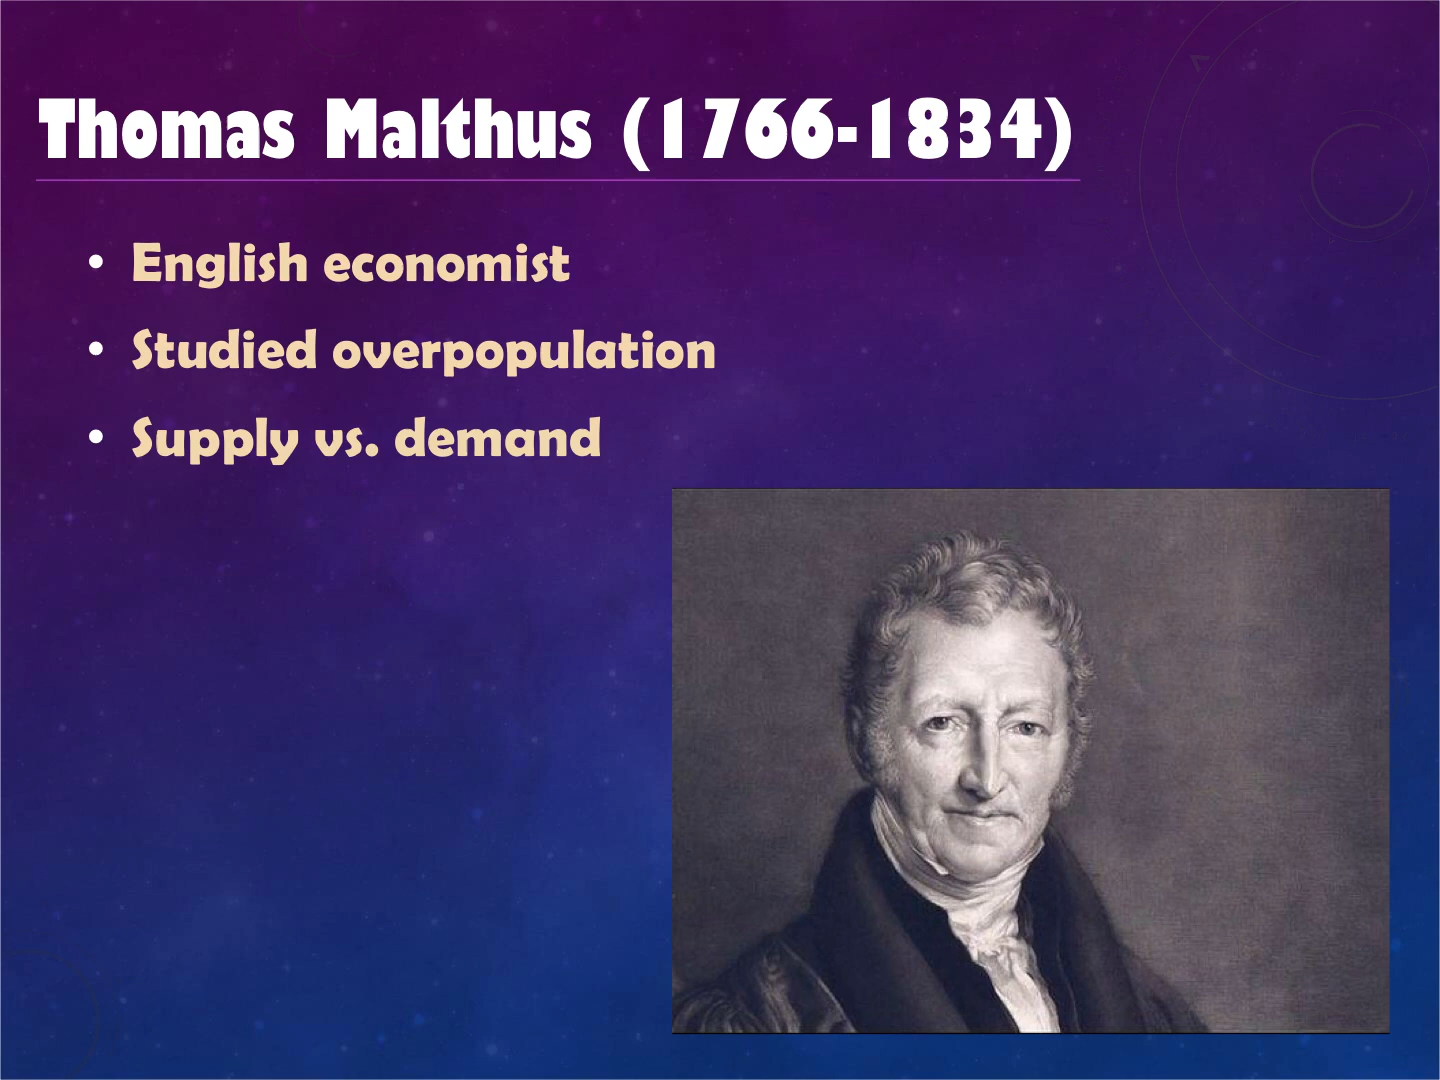 Thomas Malthus (1766-1834)
• English economist
• Studied overpopulation
• Supply vs. demand